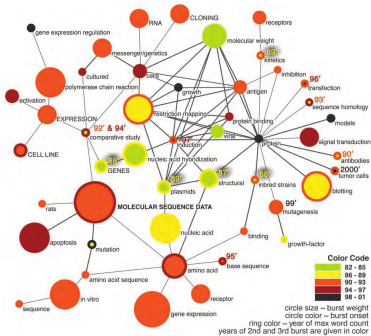 RNA
CLONING
receptors
gene expression regulation
molecular weight
messenger/genetics
89'
kinetics
cells
cultured
polymerase chain reaction
antigen
inhibition
96'
transfection
growth
activation
restriction mapping
93'
sequence homology
EXPRESSION
protein binding
models
92' & 94'
comparative study
induction
viral
protein
signal transduction
CELL LINE
nucleic acid hybridization
90'
antibodies
89'
GENES
87'
structural
2000'
tumor cells
89'
plasmids
inbred strans
blotting
rats
MOLECULAR SEQUENCE DATA
99'
mutagenesis
nucleic acid
apoptosis
mutation
binding
growth-factor
95'
base sequence
amino acid
amino acid sequence
in vitro
sequence
receptor
gene expression
Color Code
82 - 85
86 - 89
90 - 93
94 - 97
98 - 01
circle size ~ burst weight
circle color ~ burst onset
ring color ~ year of max word count
years of 2nd and 3rd burst are given in color